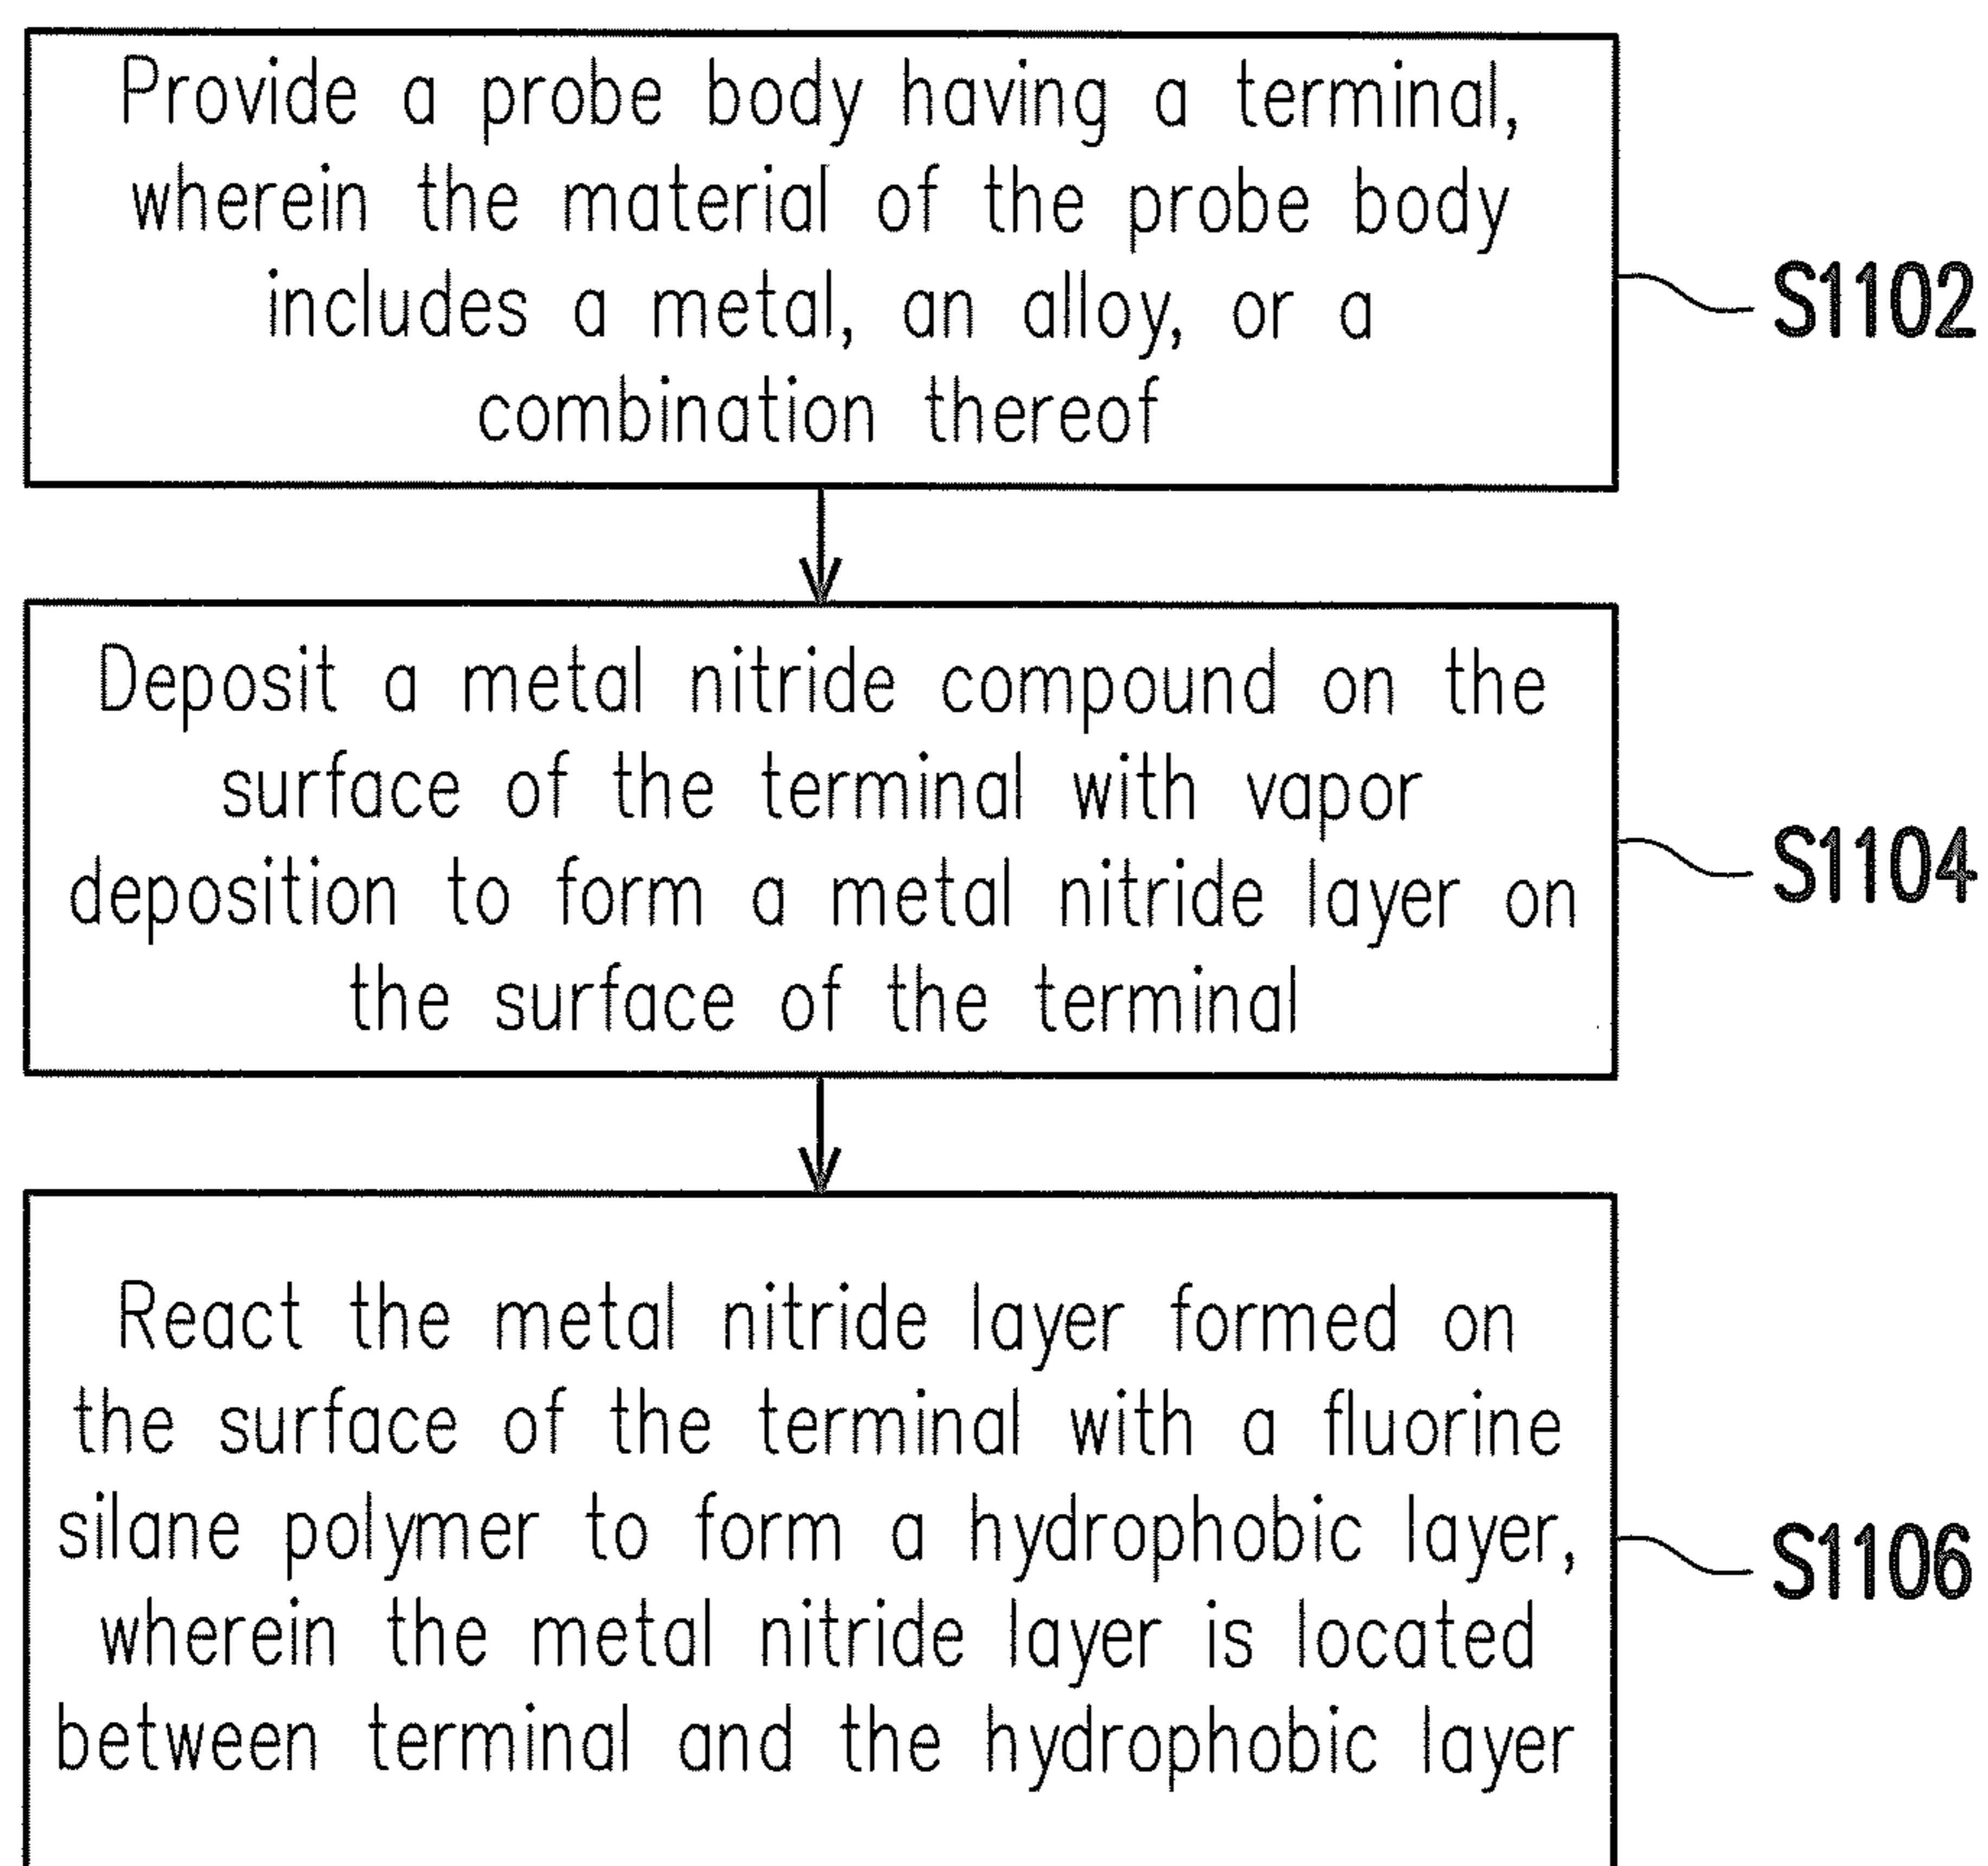 Provide a probe body having a terminal,
wherein the material of the probe body
includes a metal, an alloy, or a
combination thereof
S1102
Deposit a metal nitride compound on the
surface of the terminal with vapor
deposition to form a metal nitride layer on
the surface of the terminal
S1104
React the metal nitride layer formed on
the surface of the terminal with a fluorine
silane polymer to form a hydrophobic layer,
wherein the metal nitride layer is located
between terminal and the hydrophobic layer
S1106